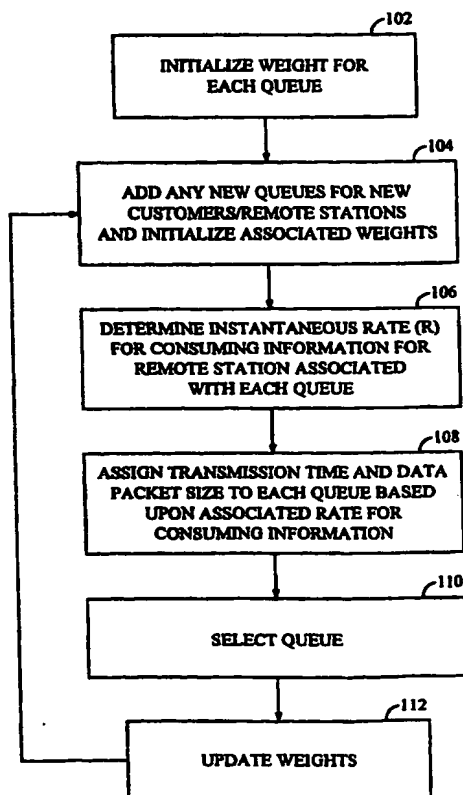 102
INITIALIZE WEIGHT FOR
EACH QUEUE
104
ADD ANY NEW QUEUES FOR NEW
CUSTOMERS/REMOTE STATIONS
AND INITIALIZE ASSOCIATED WEIGHTS
106
DETERMINE INSTANTANEOUS RATE (R)
FOR CONSUMING INFORMATION FOR
REMOTE STATION ASSOCIATED
WITH EACH QUEUE
108
ASSIGN TRANSMISSION TIME AND DATA
PACKET SIZE TO EACH QUEUE BASED
UPON ASSOCIATED RATE FOR
CONSUMING INFORMATION
110
SELECT QUEUE
112
UPDATE WEIGHTS